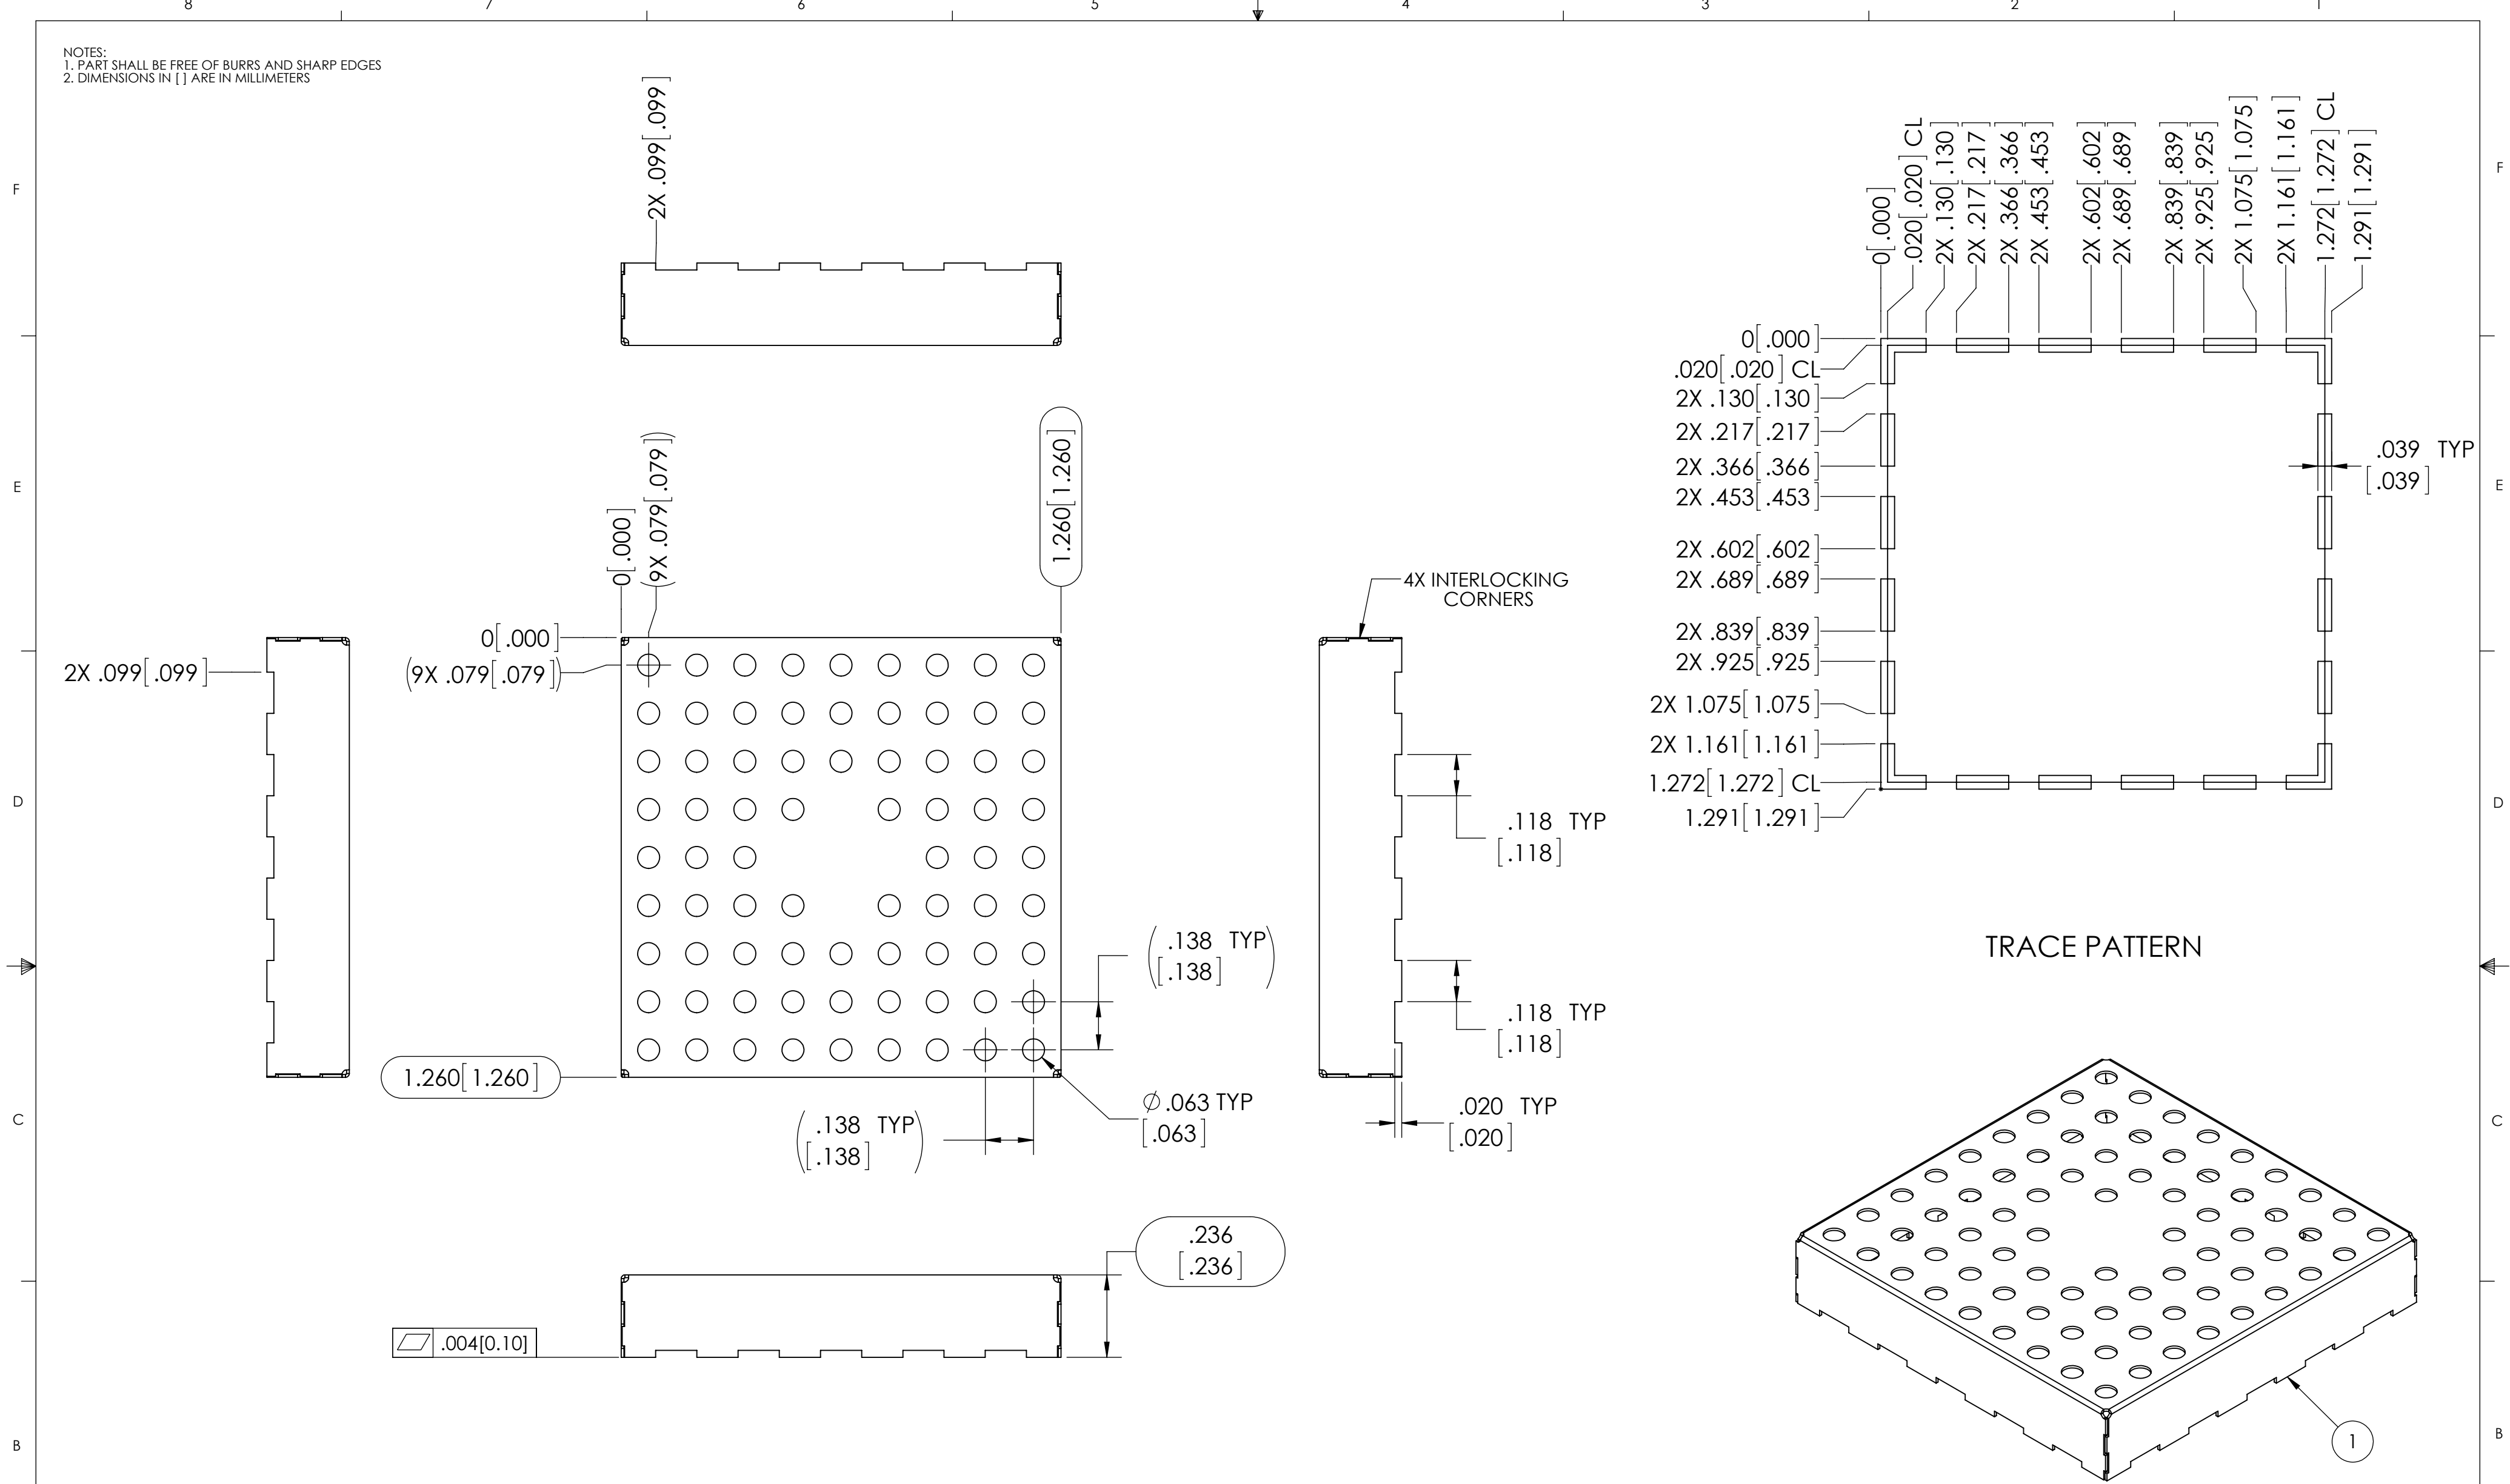 8 7 6 5 4 3 2 1
NOTES:
1. PART SHALL BE FREE OF BURRS AND SHARP EDGES
2. DIMENSIONS IN [ ] ARE IN MILLIMETERS
F
F
2X .099[.099]
0[.000]
.020[.020] CL
2X .130[.130]
2X .217[.217]
2X .366[.366]
2X .453[.453]
2X .602[.602]
2X .689[.689]
2X .839[.839]
2X .925[.925]
2X 1.075[1.075]
2X 1.161[1.161]
1.272[1.272] CL
1.291[1.291]
0[.000]
.020[.020] CL
2X .130[.130]
2X .217[.217]
2X .366[.366]
2X .453[.453]
2X .602[.602]
2X .689[.689]
2X .839[.839]
2X .925[.925]
2X 1.075[1.075]
2X 1.161[1.161]
1.272[1.272] CL
1.291[1.291]
.039 TYP
[.039]
E
E
0[.000]
(9X .079[.079])
1.260[1.260]
4X INTERLOCKING
CORNERS
0[.000]
(9X .079[.079])
2X .099[.099]
D
D
.118 TYP
[.118]
(.138 TYP
[.138])
.118 TYP
[.118]
TRACE PATTERN
1.260[1.260]
C
C
Ø .063 TYP
[.063]
(.138 TYP
[.138])
.020 TYP
[.020]
.236
[.236]
.004[0.10]
1
B
B